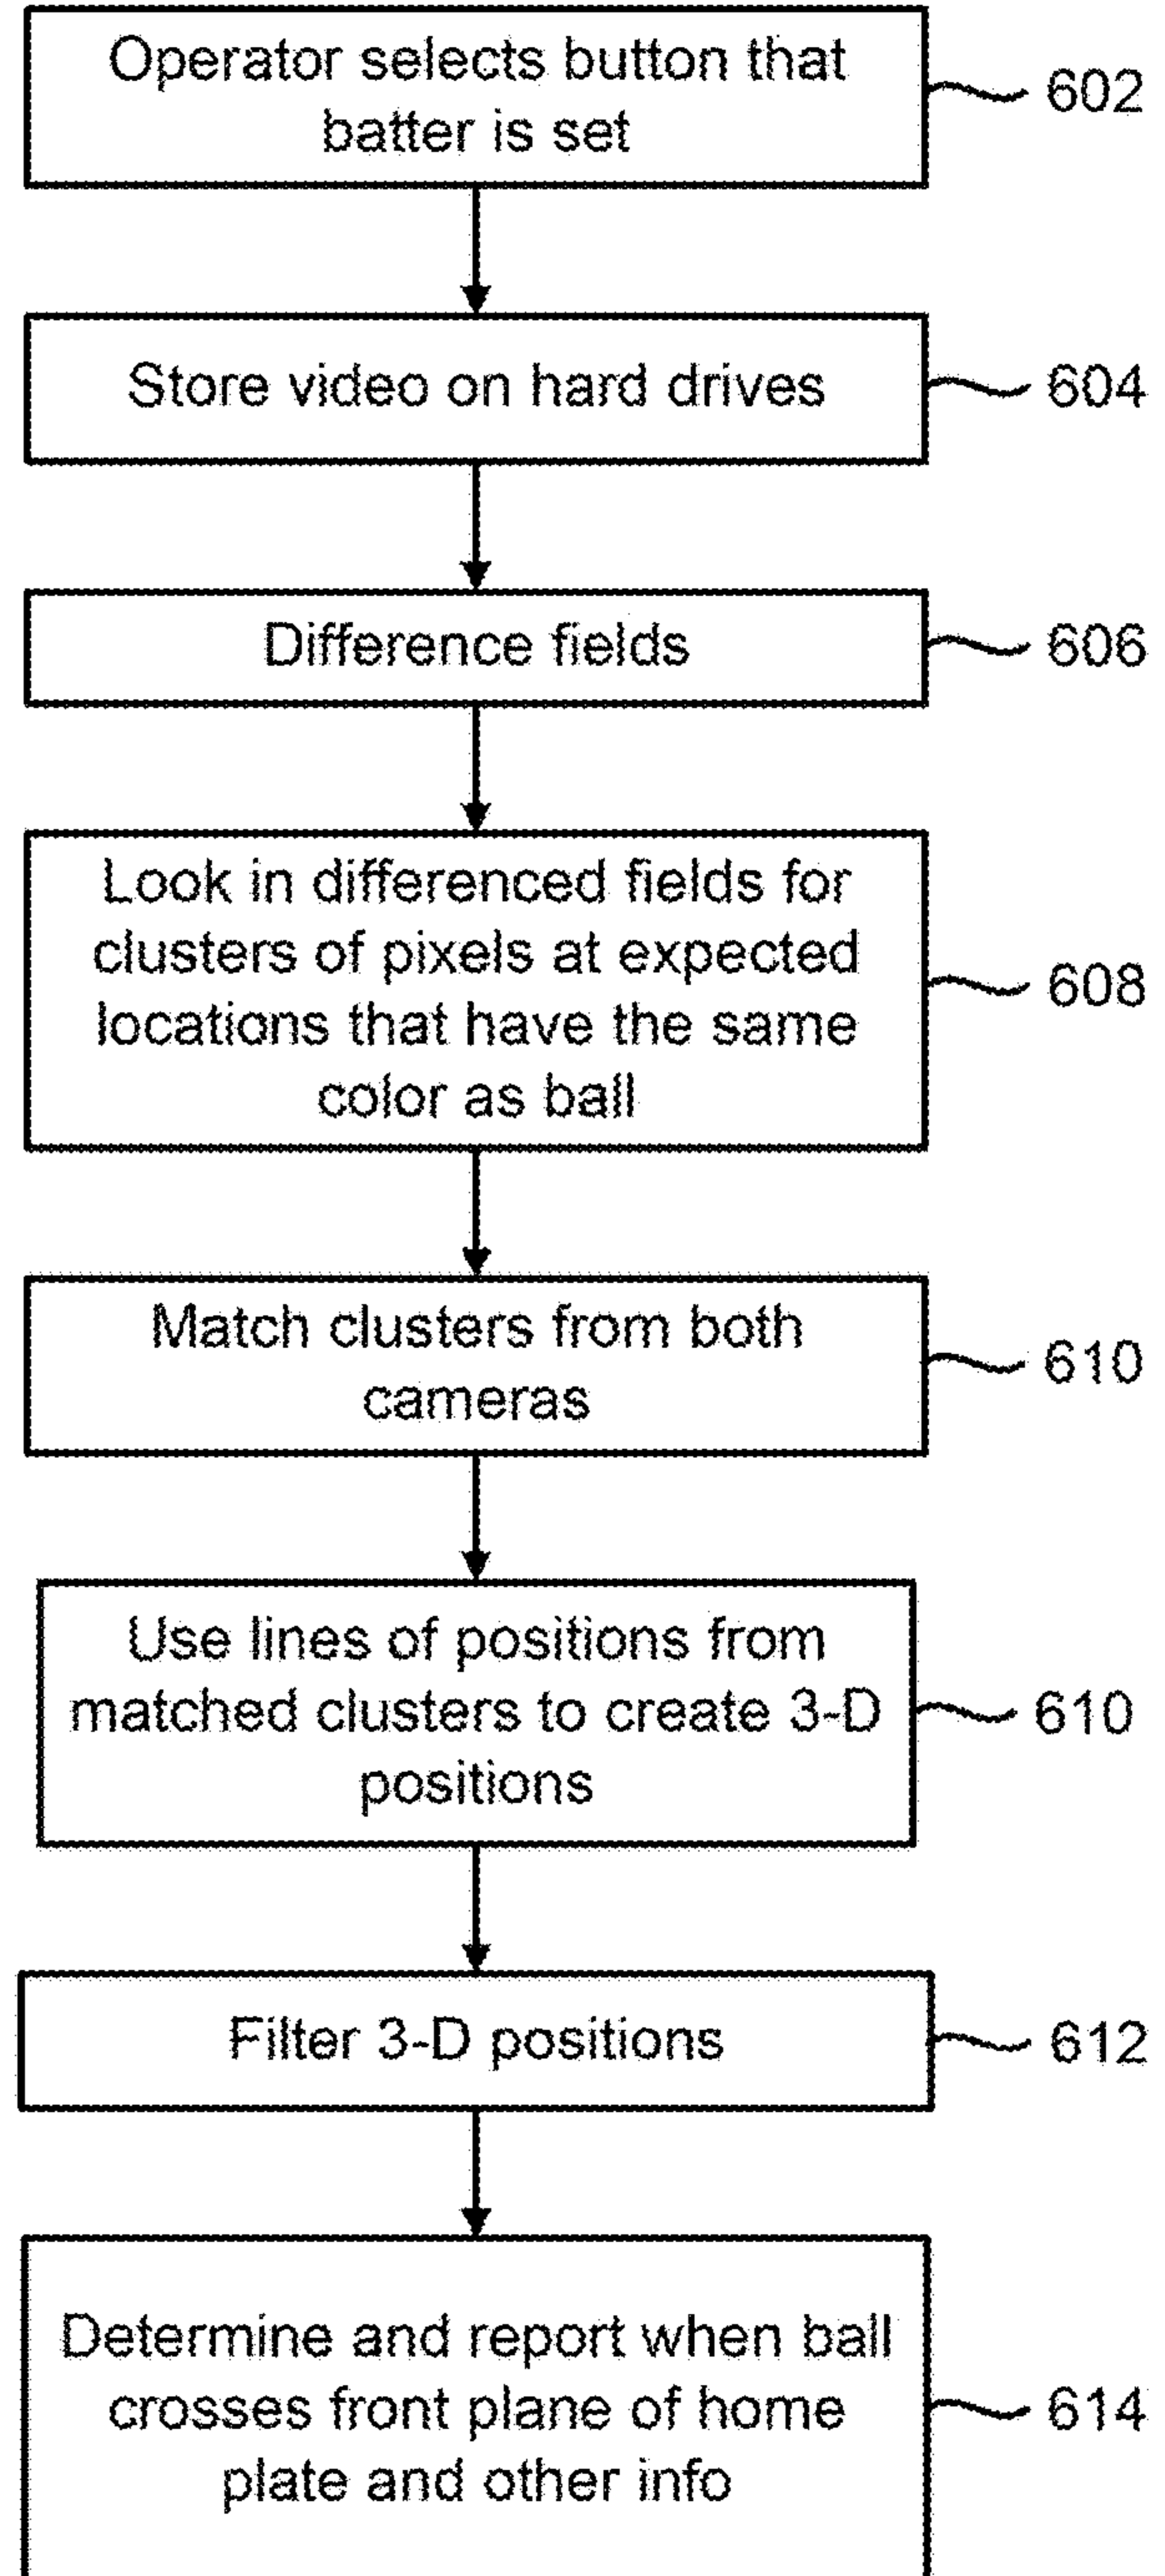 Operator selects button that
batter is set
602
Store video on hard drives
604
Difference fields
606
Look in differenced fields for
clusters of pixels at expected
locations that have the same
color as ball
608
Match clusters from both
cameras
610
Use lines of positions from
matched clusters to create 3-D
positions
610
Filter 3-D positions
612
Determine and report when ball
crosses front plane of home
plate and other info
614